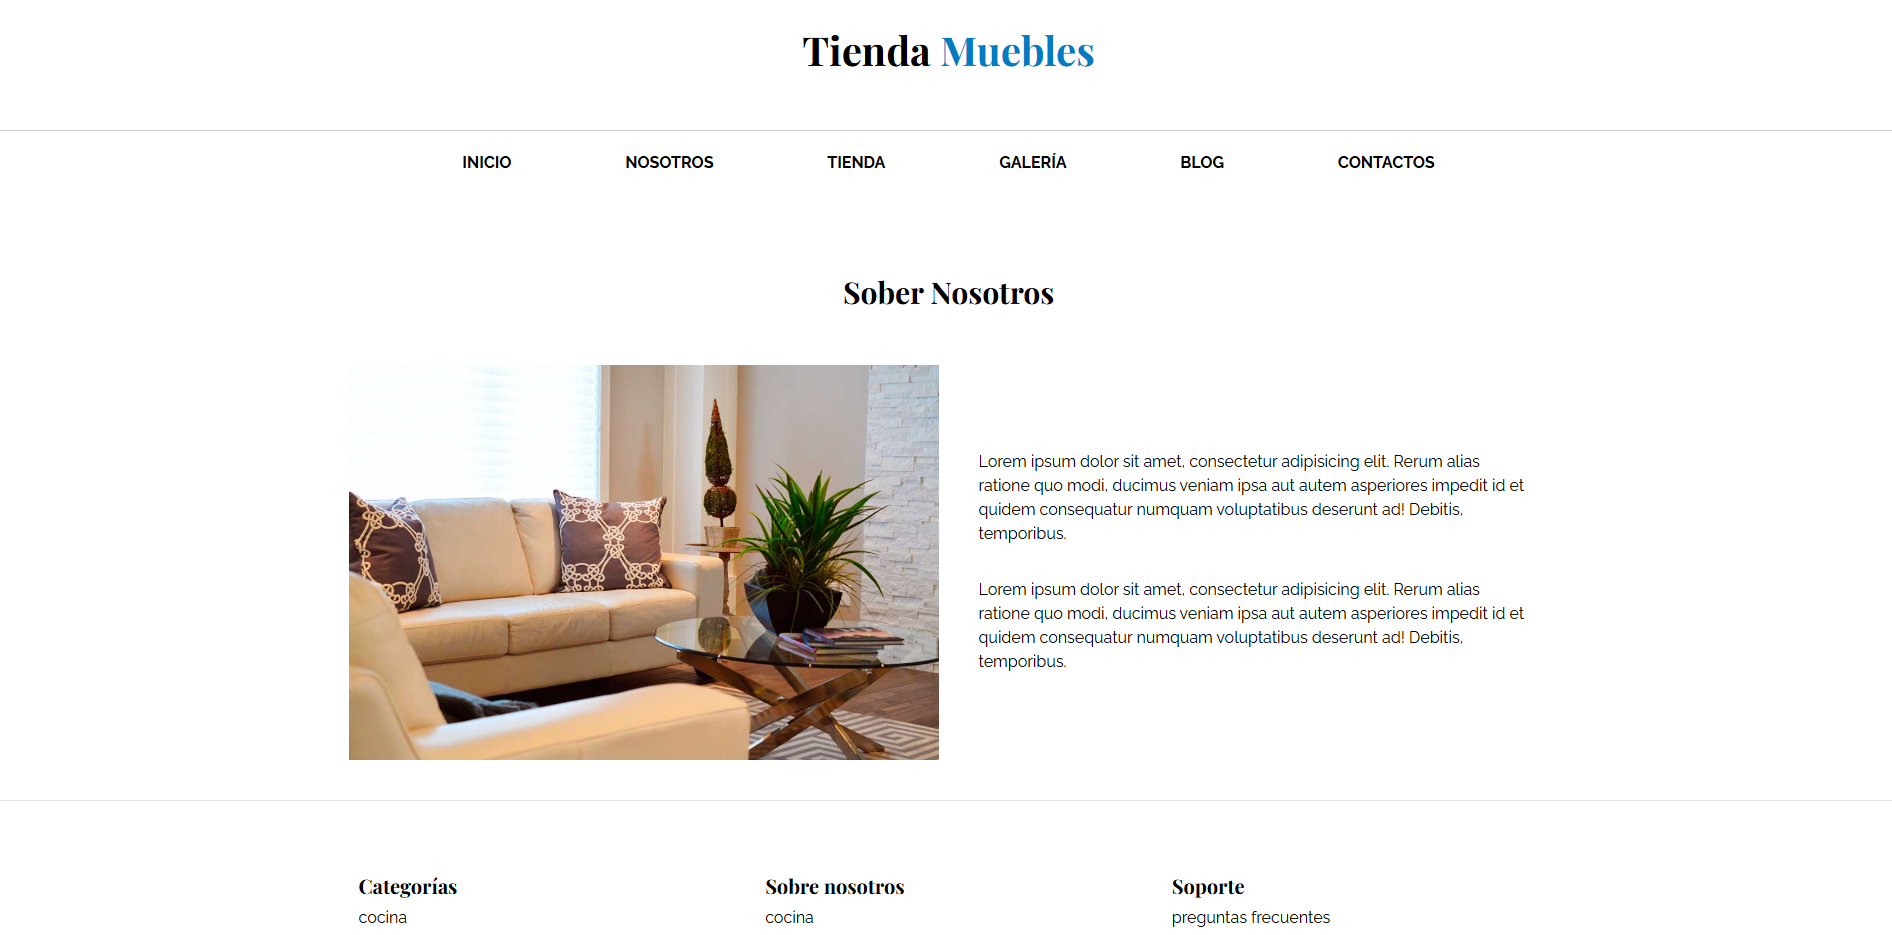 Tienda Muebles
INICIO NOSOTROS TIENDA GALERÍA BLOG CONTACTOS
Sober Nosotros
Lorem ipsum dolor sit amet, consectetur adipisicing elit. Rerum alias
ratione quo modi, ducimus veniam ipsa aut autem asperiores impedit id et
quidem consequatur numquam voluptatibus deserunt ad! Debitis,
temporibus.
Lorem ipsum dolor sit amet, consectetur adipisicing elit. Rerum alias
ratione quo modi, ducimus veniam ipsa aut autem asperiores impedit id et
quidem consequatur numquam voluptatibus deserunt ad! Debitis,
temporibus.
Categorías
cocina
Sobre nosotros
cocina
Soporte
preguntas frecuentes